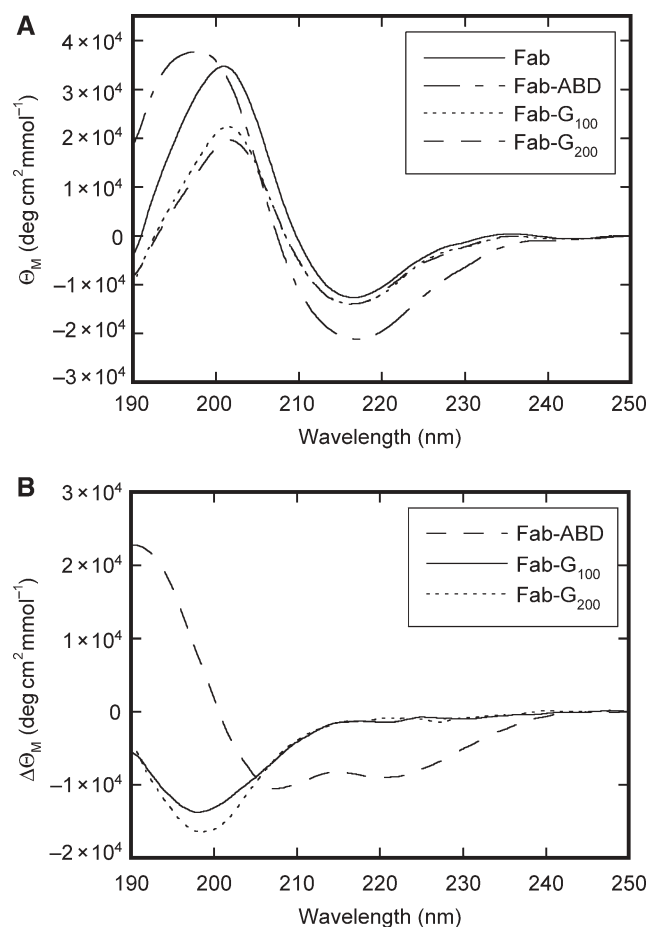 A
4 × 10⁴
3 × 10⁴
2 × 10⁴
1 × 10⁴
0
–1 × 10⁴
–2 × 10⁴
–3 × 10⁴
Θ_M (deg cm² mmol⁻¹)
Fab
Fab-ABD
Fab-G₁₀₀
Fab-G₂₀₀
190 200 210 220 230 240 250
Wavelength (nm)
B
3 × 10⁴
2 × 10⁴
1 × 10⁴
0
–1 × 10⁴
–2 × 10⁴
ΔΘ_M (deg cm² mmol⁻¹)
Fab-ABD
Fab-G₁₀₀
Fab-G₂₀₀
190 200 210 220 230 240 250
Wavelength (nm)